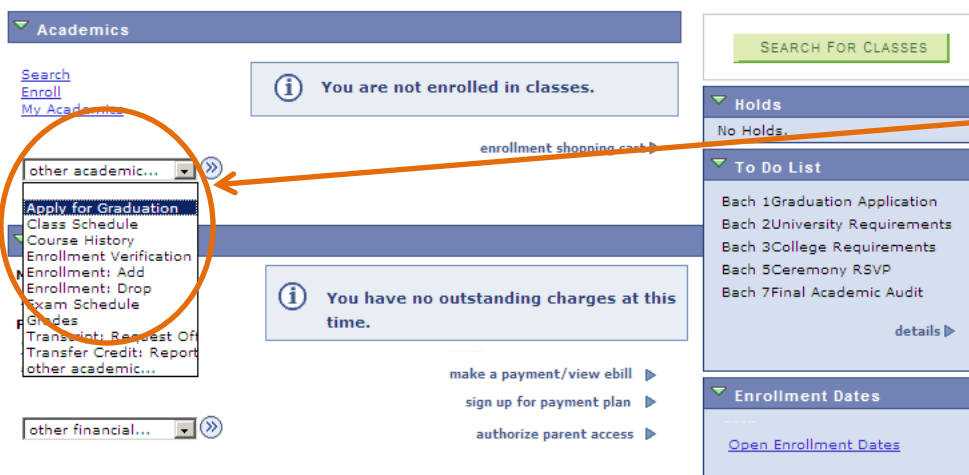 Academics
Search
Enroll
My Academics
You are not enrolled in classes.
enrollment shopping cart
other academic...
Apply for Graduation
Class Schedule
Course History
Enrollment Verification
Enrollment: Add
Enrollment: Drop
Exam Schedule
Grades
Transcript: Request Off
Transfer Credit: Report
other academic...
You have no outstanding charges at this
time.
make a payment/view ebill
sign up for payment plan
authorize parent access
other financial...
SEARCH FOR CLASSES
Holds
No Holds.
To Do List
Bach 1Graduation Application
Bach 2University Requirements
Bach 3College Requirements
Bach 5Ceremony RSVP
Bach 7Final Academic Audit
details
Enrollment Dates
Open Enrollment Dates